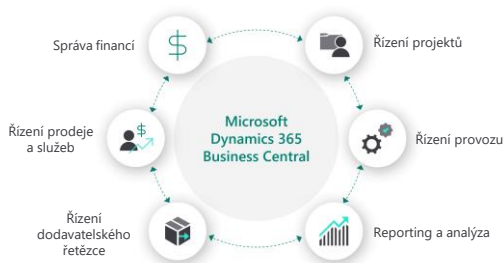 Správa financí
Řízení projektů
Řízení prodeje
a služeb
Microsoft
Dynamics 365
Business Central
Řízení provozu
Řízení
dodavatelského
řetězce
Reporting a analýza